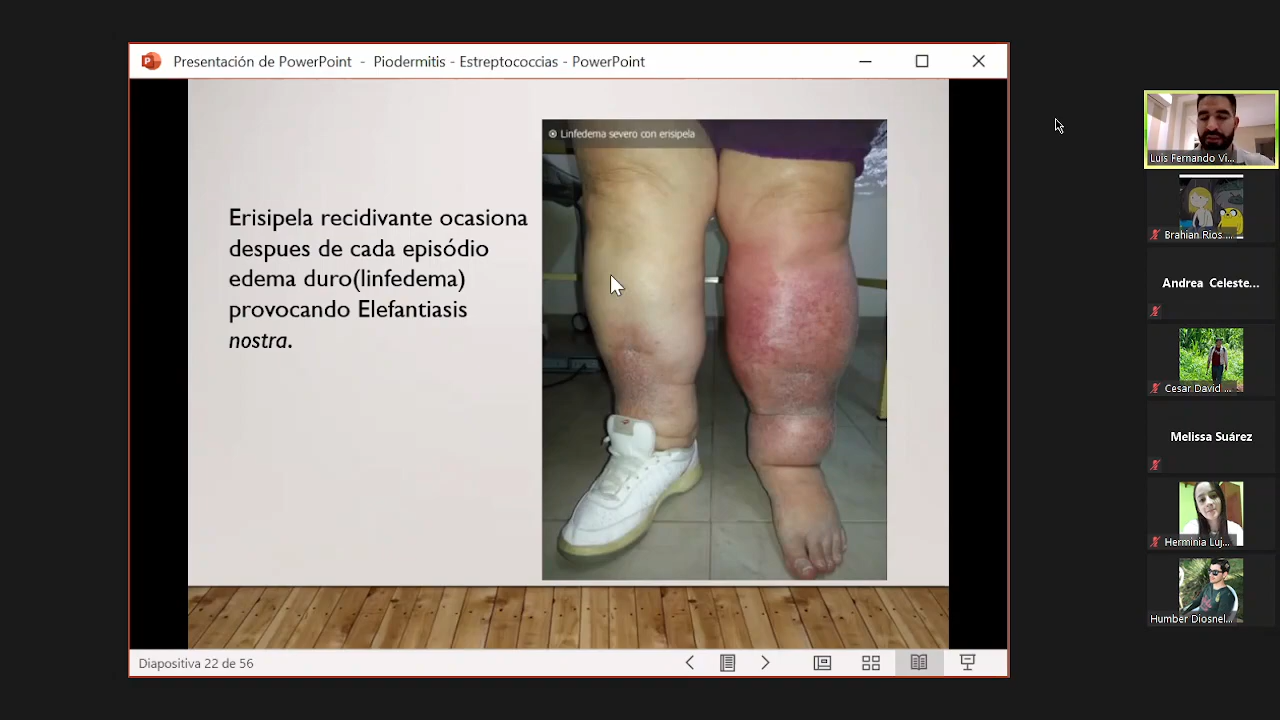 Presentación de PowerPoint - Piodermitis - Estreptococcias - PowerPoint
Linfedema severo con erisipela
Erisipela recidivante ocasiona
despues de cada episódio
edema duro(linfedema)
provocando Elefantiasis
nostra.
Diapositiva 22 de 56
Luis Fernando Vi...
Brahian Rios ...
Andrea Celeste...
Cesar David ...
Melissa Suárez
Herminia Luj...
Humber Diosnel...